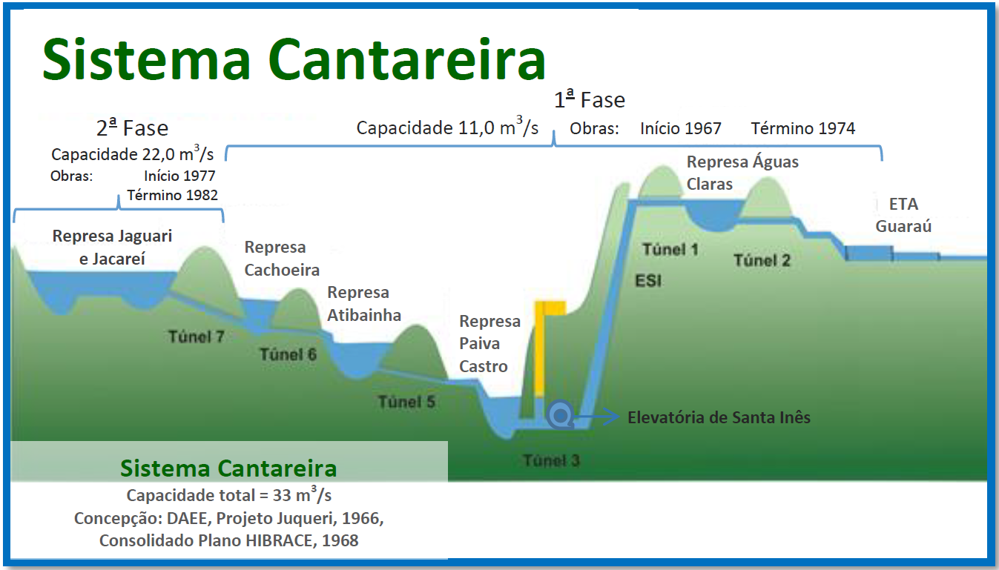 Sistema Cantareira
1ª Fase
2ª Fase
Capacidade 11,0 m³/s Obras: Início 1967 Término 1974
Capacidade 22,0 m³/s
Obras: Início 1977
Término 1982
Represa Águas
Claras
ETA
Guaraú
Represa Jaguari
e Jacareí
Represa
Cachoeira
Túnel 1
Túnel 2
ESI
Represa
Atibainha
Represa
Paiva
Castro
Túnel 7
Túnel 6
Túnel 5
Elevatória de Santa Inês
Túnel 3
Sistema Cantareira
Capacidade total = 33 m³/s
Concepção: DAEE, Projeto Juqueri, 1966,
Consolidado Plano HIBRACE, 1968